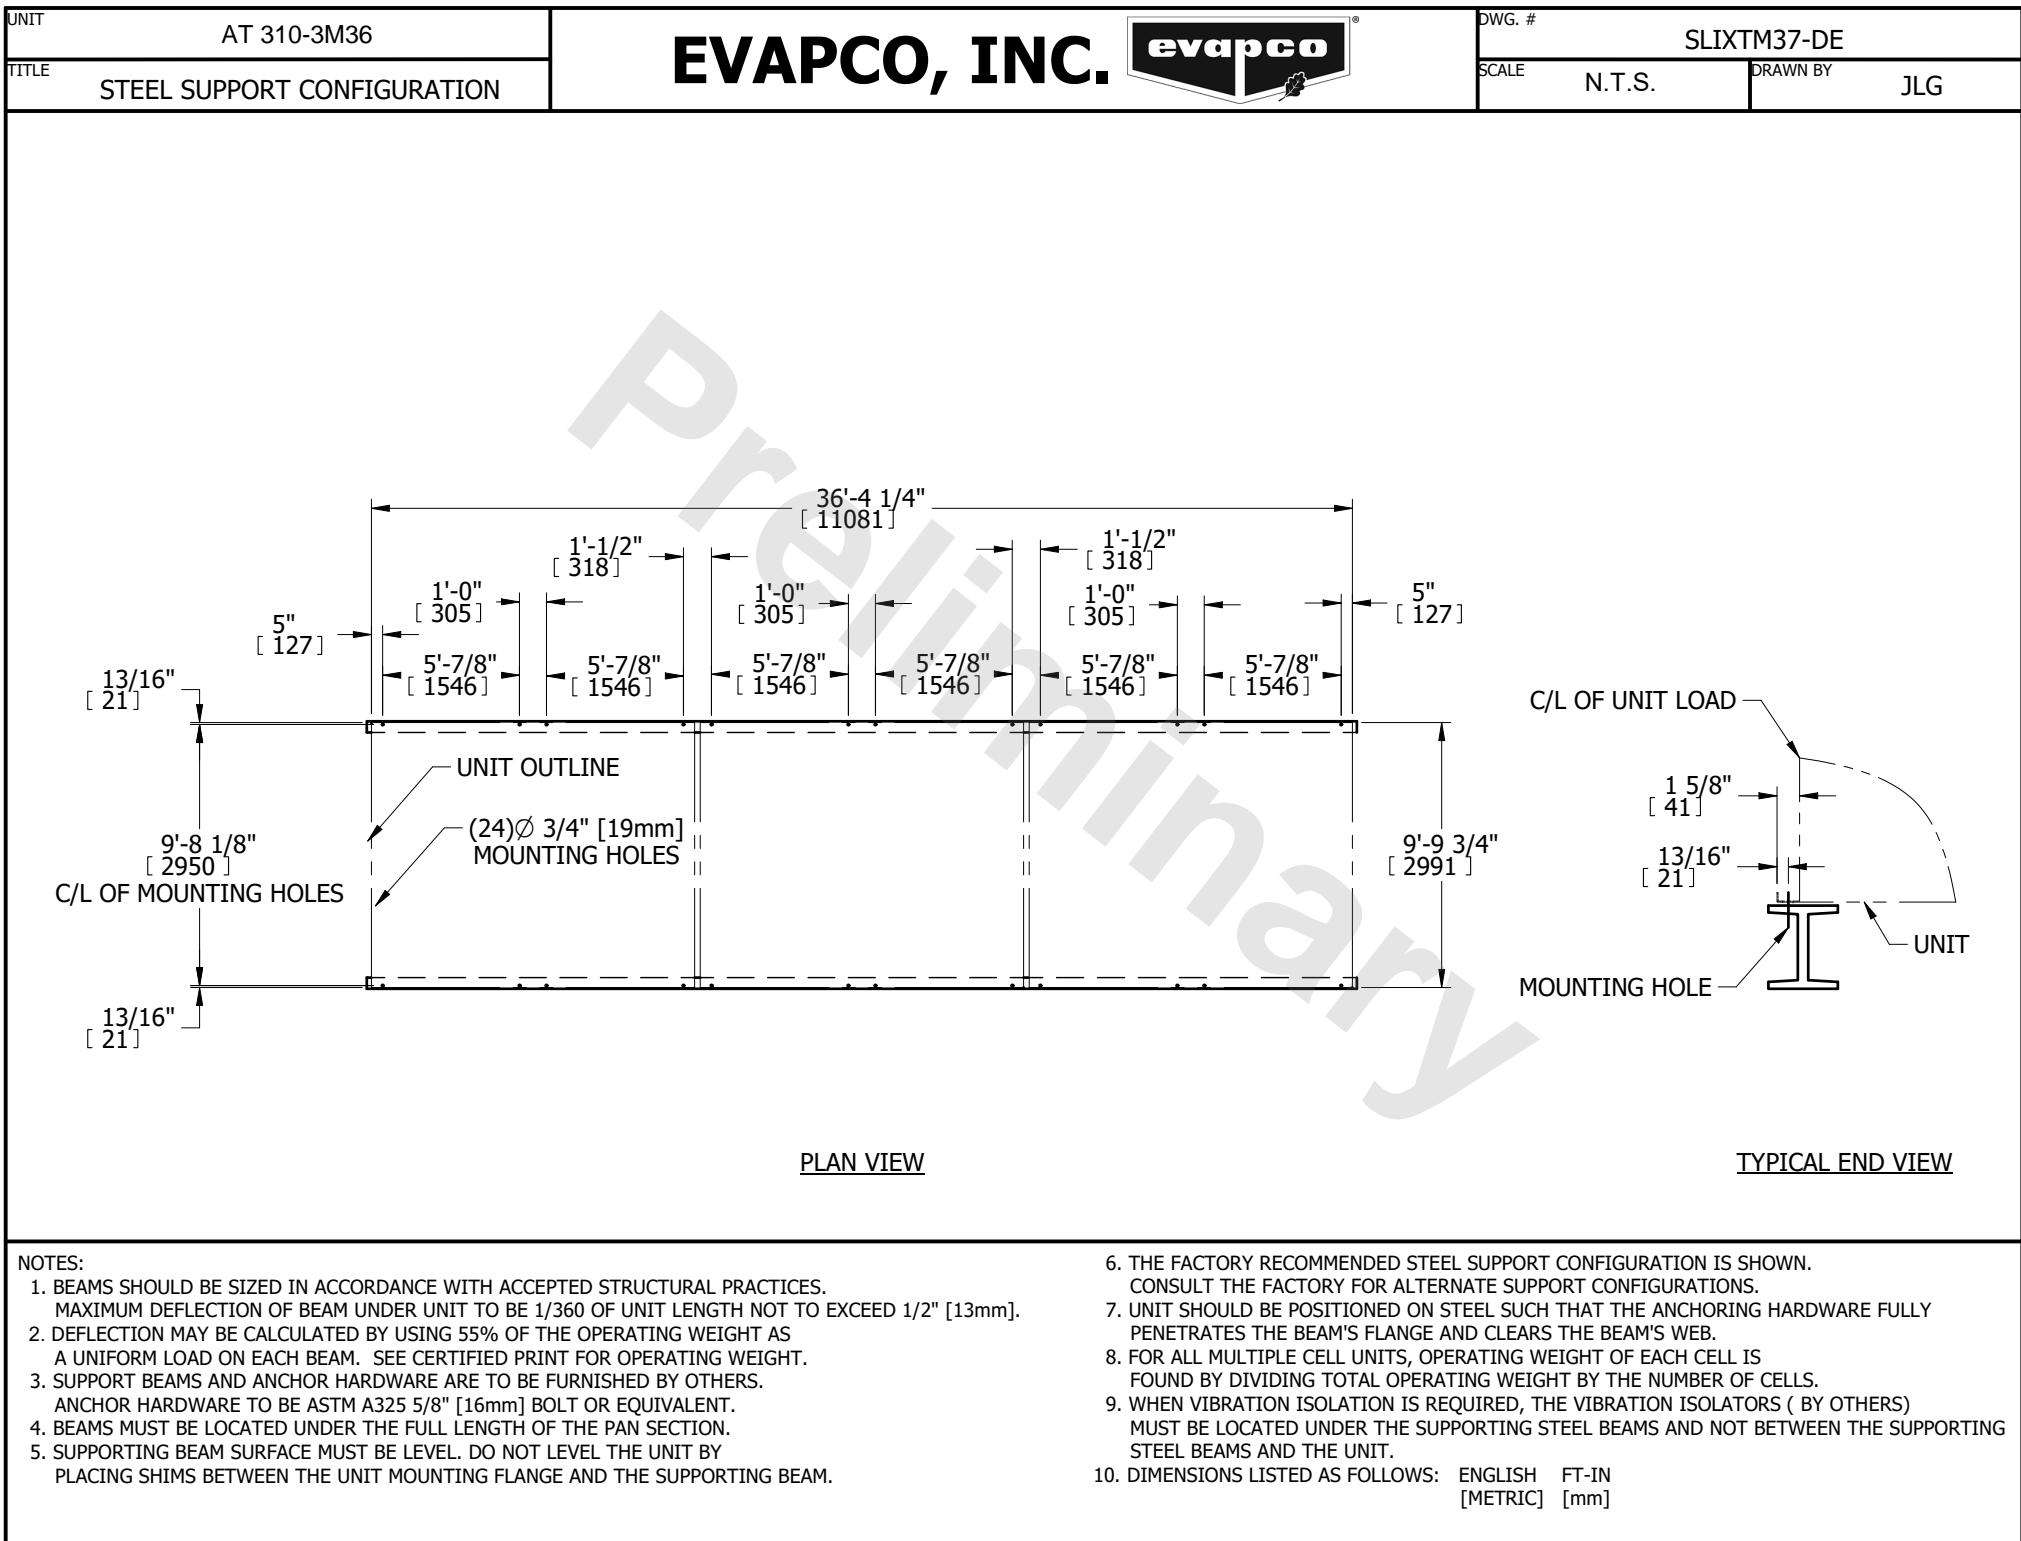 UNIT
AT 310-3M36
TITLE
STEEL SUPPORT CONFIGURATION
EVAPCO, INC.
evapco
®
DWG. #
SLIXTM37-DE
SCALE
N.T.S.
DRAWN BY
JLG
Preliminary
36'-4 1/4"
[ 11081]
1'-1/2"
[ 318]
1'-1/2"
[ 318]
1'-0"
[ 305]
1'-0"
[ 305]
1'-0"
[ 305]
5"
[ 127]
5"
[ 127]
5'-7/8"
[ 1546]
5'-7/8"
[ 1546]
5'-7/8"
[ 1546]
5'-7/8"
[ 1546]
5'-7/8"
[ 1546]
5'-7/8"
[ 1546]
13/16"
[ 21]
UNIT OUTLINE
(24)∅ 3/4" [19mm]
MOUNTING HOLES
9'-8 1/8"
[ 2950 ]
C/L OF MOUNTING HOLES
9'-9 3/4"
[ 2991 ]
13/16"
[ 21]
C/L OF UNIT LOAD
1 5/8"
[ 41]
13/16"
[ 21]
UNIT
MOUNTING HOLE
PLAN VIEW
TYPICAL END VIEW
NOTES:
1. BEAMS SHOULD BE SIZED IN ACCORDANCE WITH ACCEPTED STRUCTURAL PRACTICES.
MAXIMUM DEFLECTION OF BEAM UNDER UNIT TO BE 1/360 OF UNIT LENGTH NOT TO EXCEED 1/2" [13mm].
2. DEFLECTION MAY BE CALCULATED BY USING 55% OF THE OPERATING WEIGHT AS
A UNIFORM LOAD ON EACH BEAM. SEE CERTIFIED PRINT FOR OPERATING WEIGHT.
3. SUPPORT BEAMS AND ANCHOR HARDWARE ARE TO BE FURNISHED BY OTHERS.
ANCHOR HARDWARE TO BE ASTM A325 5/8" [16mm] BOLT OR EQUIVALENT.
4. BEAMS MUST BE LOCATED UNDER THE FULL LENGTH OF THE PAN SECTION.
5. SUPPORTING BEAM SURFACE MUST BE LEVEL. DO NOT LEVEL THE UNIT BY
PLACING SHIMS BETWEEN THE UNIT MOUNTING FLANGE AND THE SUPPORTING BEAM.
6. THE FACTORY RECOMMENDED STEEL SUPPORT CONFIGURATION IS SHOWN.
CONSULT THE FACTORY FOR ALTERNATE SUPPORT CONFIGURATIONS.
7. UNIT SHOULD BE POSITIONED ON STEEL SUCH THAT THE ANCHORING HARDWARE FULLY
PENETRATES THE BEAM'S FLANGE AND CLEARS THE BEAM'S WEB.
8. FOR ALL MULTIPLE CELL UNITS, OPERATING WEIGHT OF EACH CELL IS
FOUND BY DIVIDING TOTAL OPERATING WEIGHT BY THE NUMBER OF CELLS.
9. WHEN VIBRATION ISOLATION IS REQUIRED, THE VIBRATION ISOLATORS ( BY OTHERS)
MUST BE LOCATED UNDER THE SUPPORTING STEEL BEAMS AND NOT BETWEEN THE SUPPORTING
STEEL BEAMS AND THE UNIT.
10. DIMENSIONS LISTED AS FOLLOWS: ENGLISH FT-IN
[METRIC] [mm]